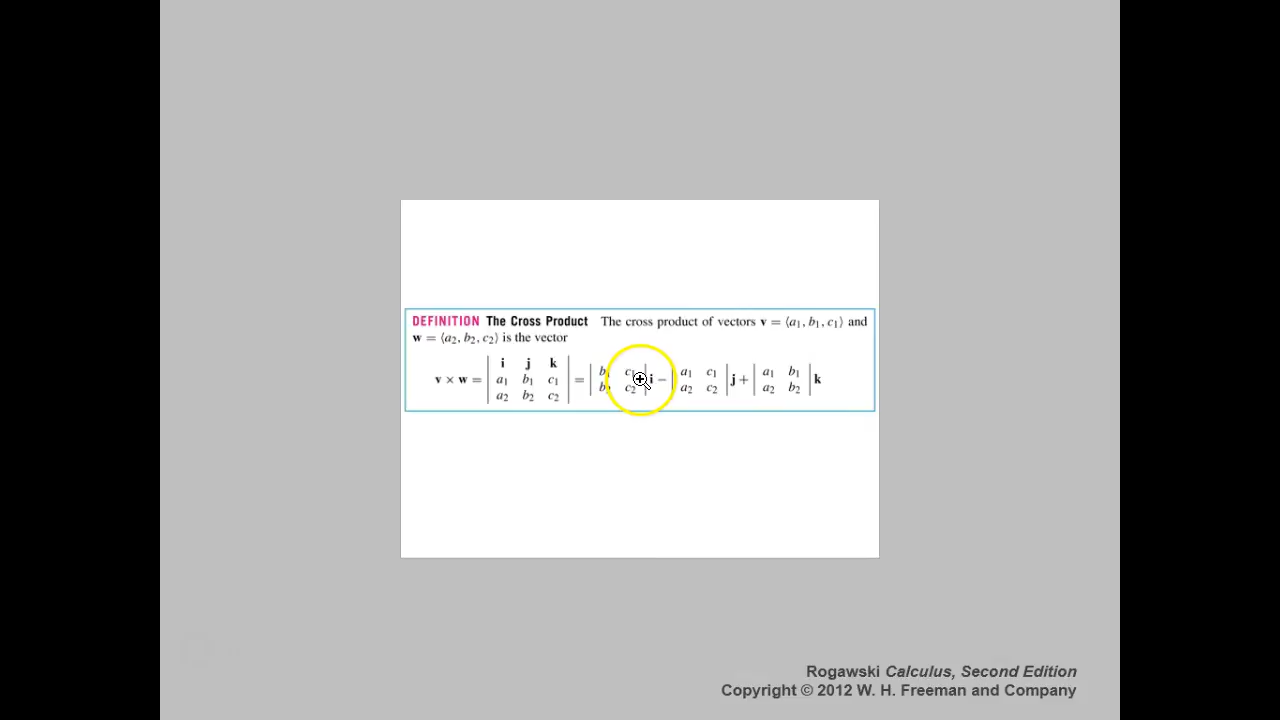 DEFINITION The Cross Product The cross product of vectors v = ⟨a₁, b₁, c₁⟩ and
w = ⟨a₂, b₂, c₂⟩ is the vector
i j k b₁ c₁ a₁ c₁ a₁ b₁
v × w = | a₁ b₁ c₁ | = | | i − | | j + | | k
a₂ b₂ c₂ b₂ c₂ a₂ c₂ a₂ b₂
Rogawski Calculus, Second Edition
Copyright © 2012 W. H. Freeman and Company